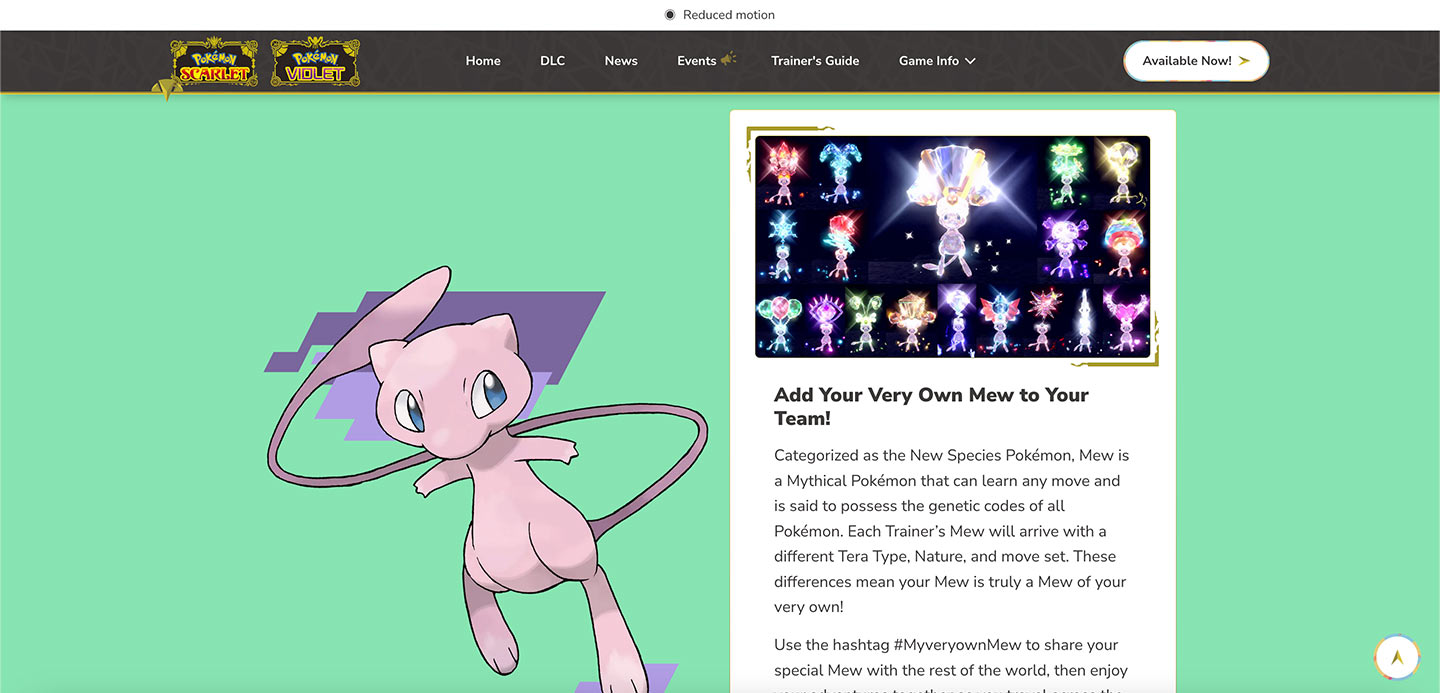 Reduced motion
Pokémon
SCARLET
Pokémon
VIOLET
Home
DLC
News
Events
Trainer's Guide
Game Info
Available Now!
Add Your Very Own Mew to Your
Team!
Categorized as the New Species Pokémon, Mew is
a Mythical Pokémon that can learn any move and
is said to possess the genetic codes of all
Pokémon. Each Trainer’s Mew will arrive with a
different Tera Type, Nature, and move set. These
differences mean your Mew is truly a Mew of your
very own!
Use the hashtag #MyveryownMew to share your
special Mew with the rest of the world, then enjoy